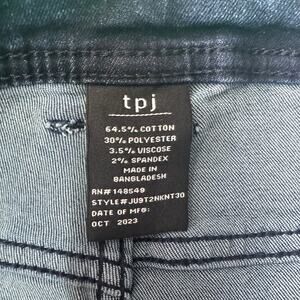 tpj
64.5% COTTON
30% POLYESTER
3.5% VISCOSE
2% SPANDEX
MADE IN
BANGLADESH
RN# 148549
STYLE#JU9T2NKNT30
DATE OF MFG:
OCT 2023